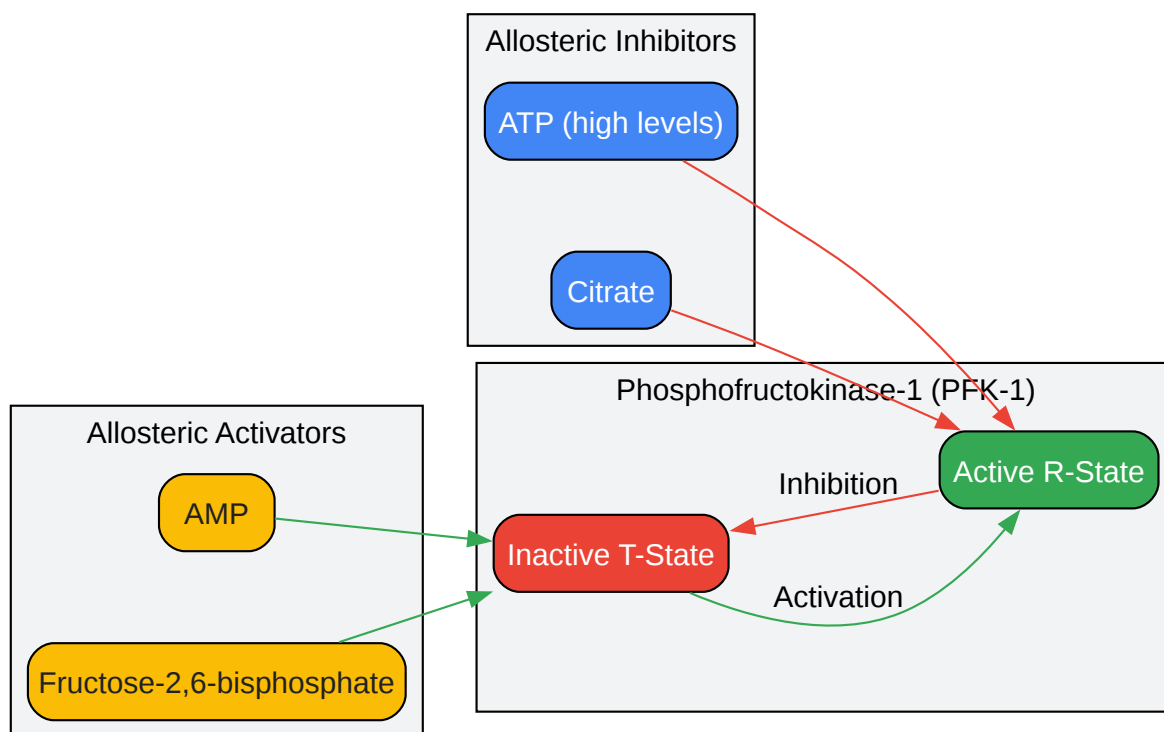 Allosteric Inhibitors
ATP (high levels)
Citrate
Phosphofructokinase-1 (PFK-1)
Allosteric Activators
AMP
Fructose-2,6-bisphosphate
Inactive T-State
Inhibition
Active R-State
Activation